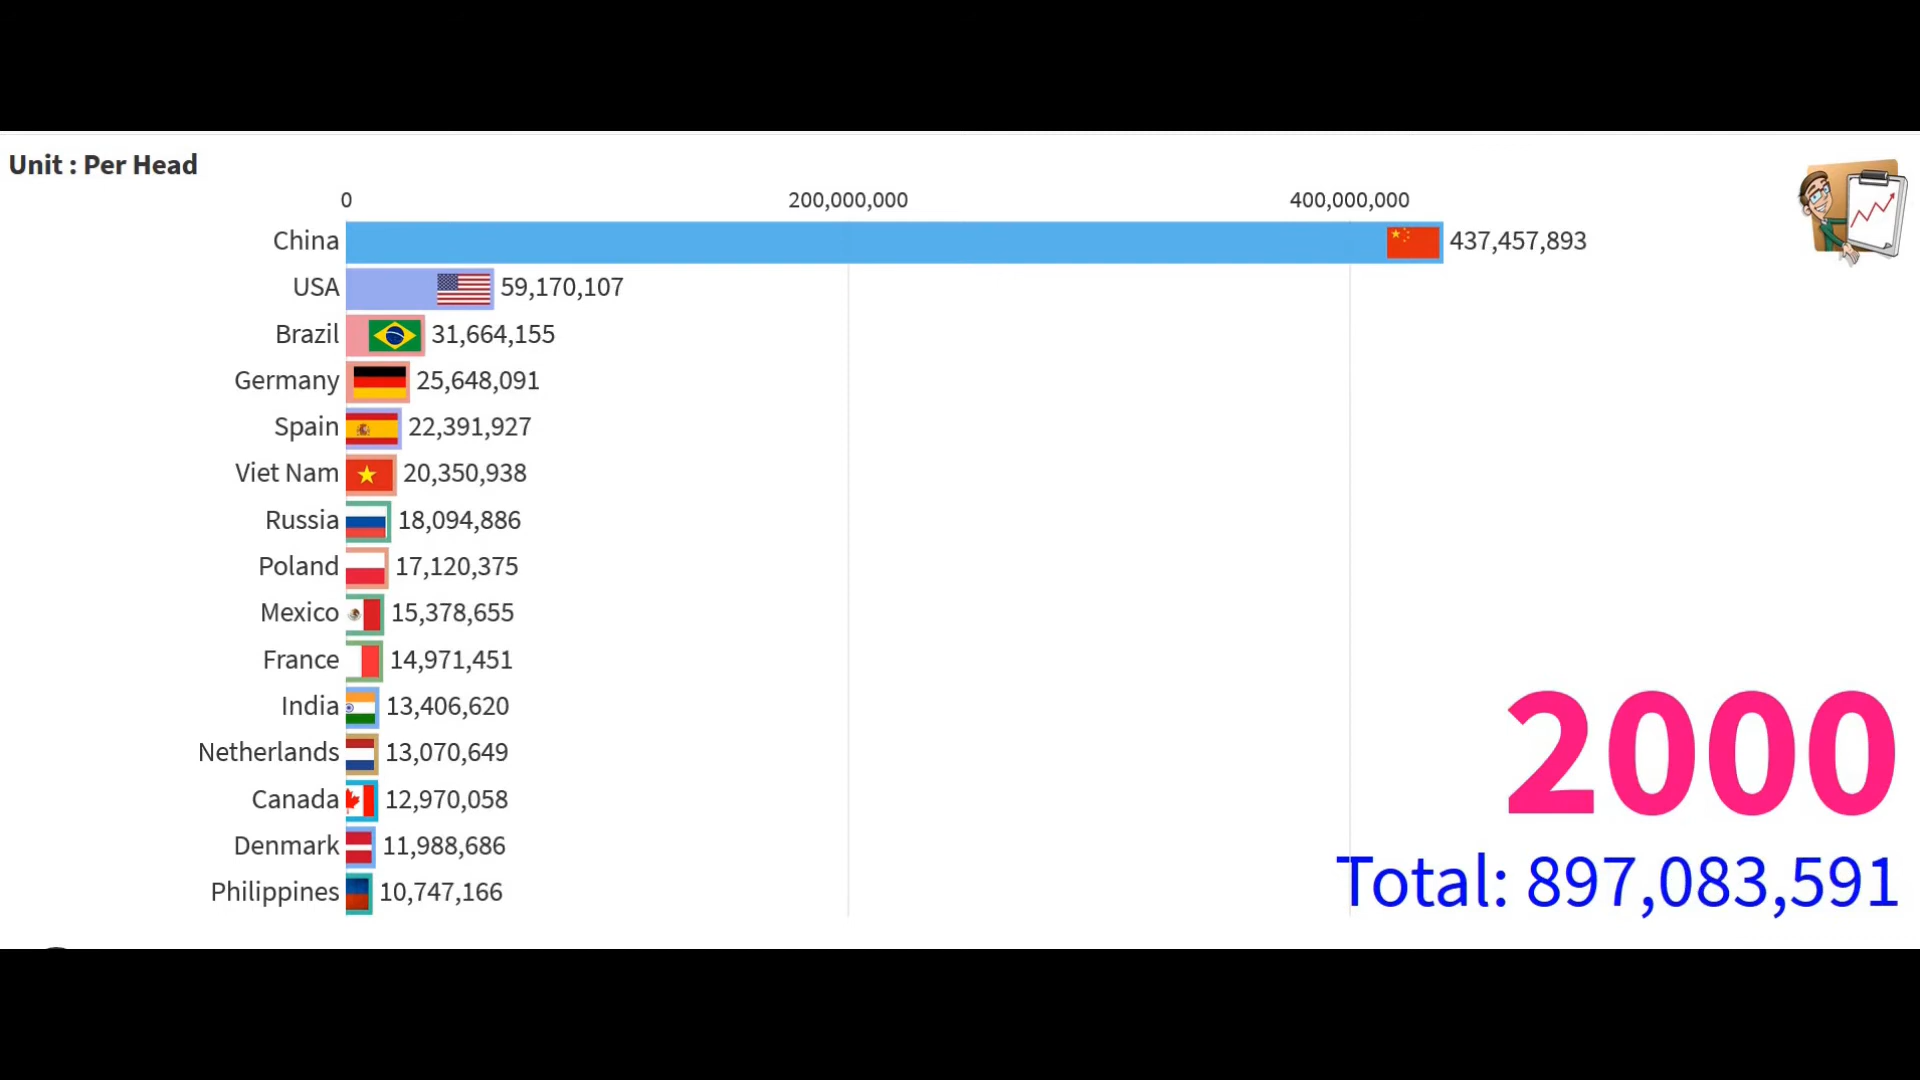 Unit : Per Head
0 200,000,000 400,000,000
China 437,457,893
USA 59,170,107
Brazil 31,664,155
Germany 25,648,091
Spain 22,391,927
Viet Nam 20,350,938
Russia 18,094,886
Poland 17,120,375
Mexico 15,378,655
France 14,971,451
India 13,406,620
Netherlands 13,070,649
Canada 12,970,058
Denmark 11,988,686
Philippines 10,747,166
2000
Total: 897,083,591